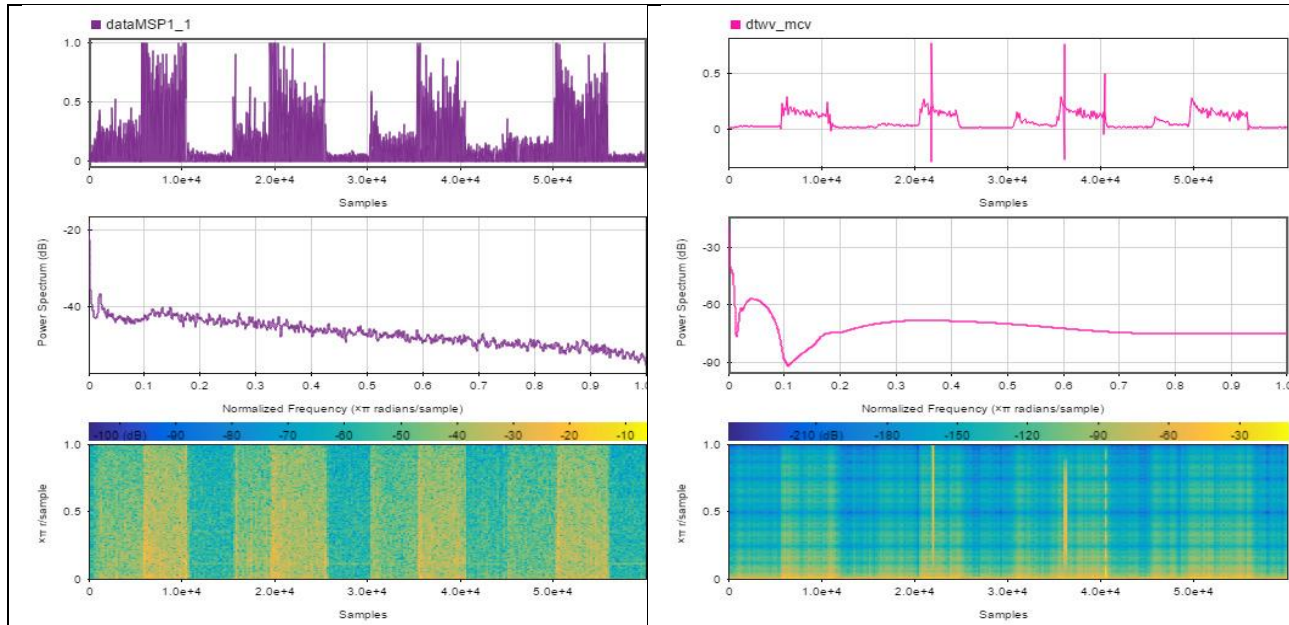 dataMSP1_1
1.0
0.5
0
0 1.0e+4 2.0e+4 3.0e+4 4.0e+4 5.0e+4
Samples
Power Spectrum (dB)
-20
-40
0 0.1 0.2 0.3 0.4 0.5 0.6 0.7 0.8 0.9 1.0
Normalized Frequency (×π radians/sample)
-100 (dB) -90 -80 -70 -60 -50 -40 -30 -20 -10
×π r/sample
1.0
0.5
0
0 1.0e+4 2.0e+4 3.0e+4 4.0e+4 5.0e+4
Samples
dtwv_mcv
0.5
0
0 1.0e+4 2.0e+4 3.0e+4 4.0e+4 5.0e+4
Samples
Power Spectrum (dB)
-30
-60
-90
0 0.1 0.2 0.3 0.4 0.5 0.6 0.7 0.8 0.9 1.0
Normalized Frequency (×π radians/sample)
-210 (dB) -180 -150 -120 -90 -60 -30
×π r/sample
1.0
0.5
0
0 1.0e+4 2.0e+4 3.0e+4 4.0e+4 5.0e+4
Samples